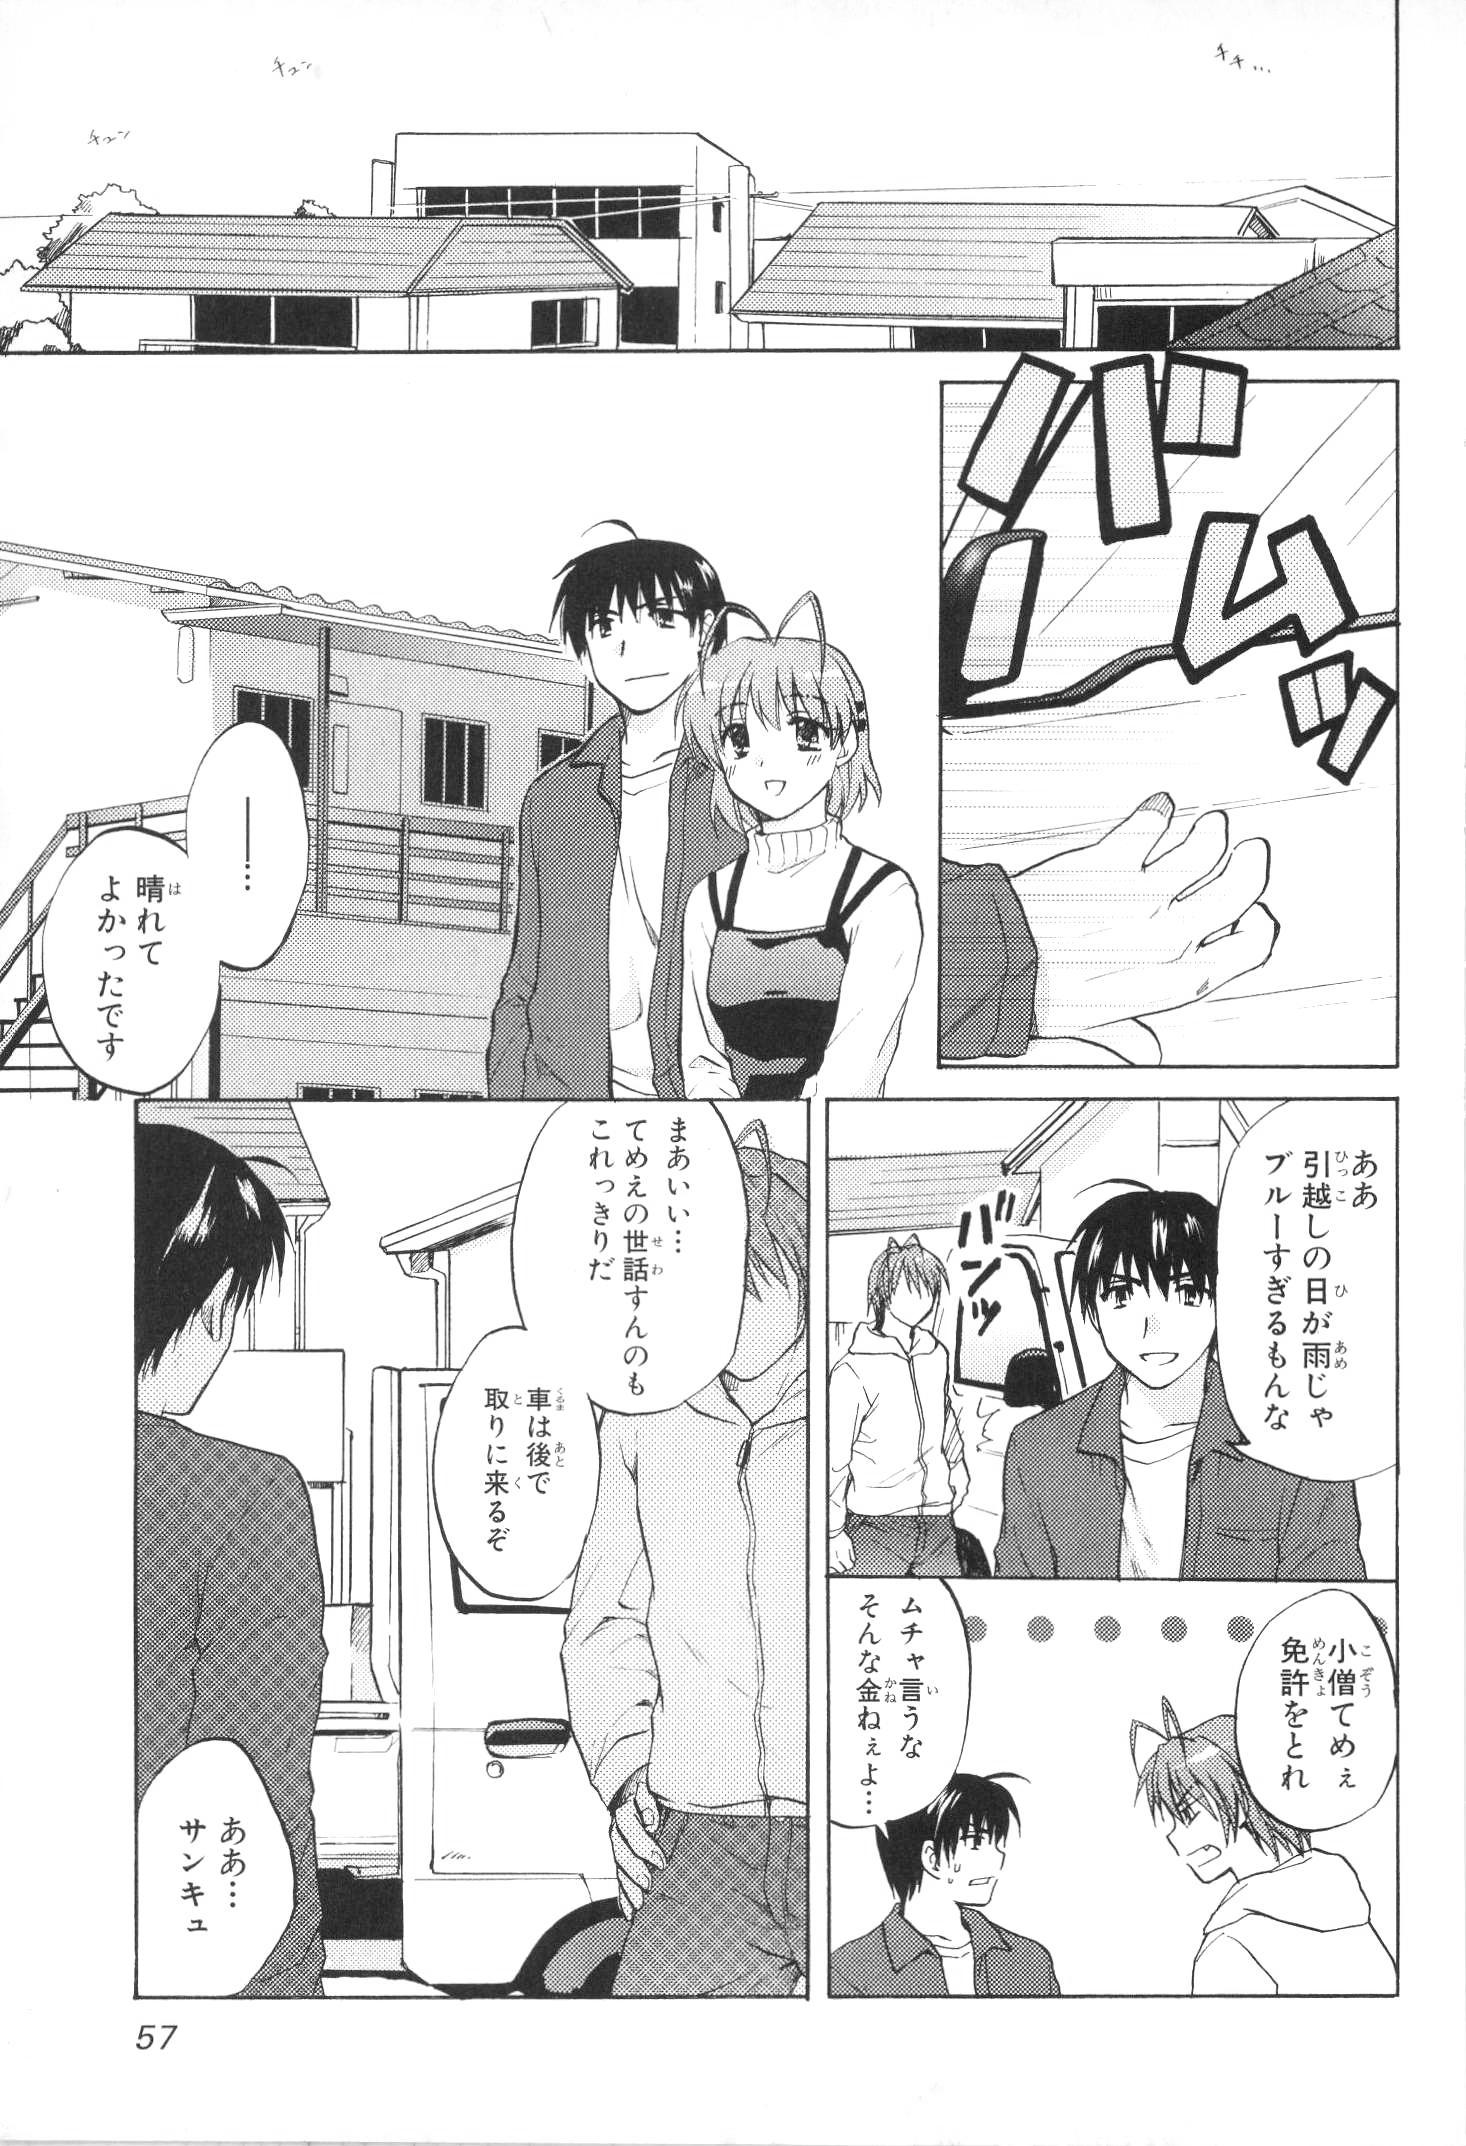 チチ…
チュン
チュン
バムッ
――…
晴れて
よかったです
ああ
引越しの日が雨じゃ
ブルーすぎるもんな
バンッ
小僧てめぇ
免許をとれ
ムチャ言うな
そんな金ねぇよ…
まあいい…
てめえの世話すんのも
これっきりだ
車は後で
取りに来るぞ
ああ…
サンキュ
57